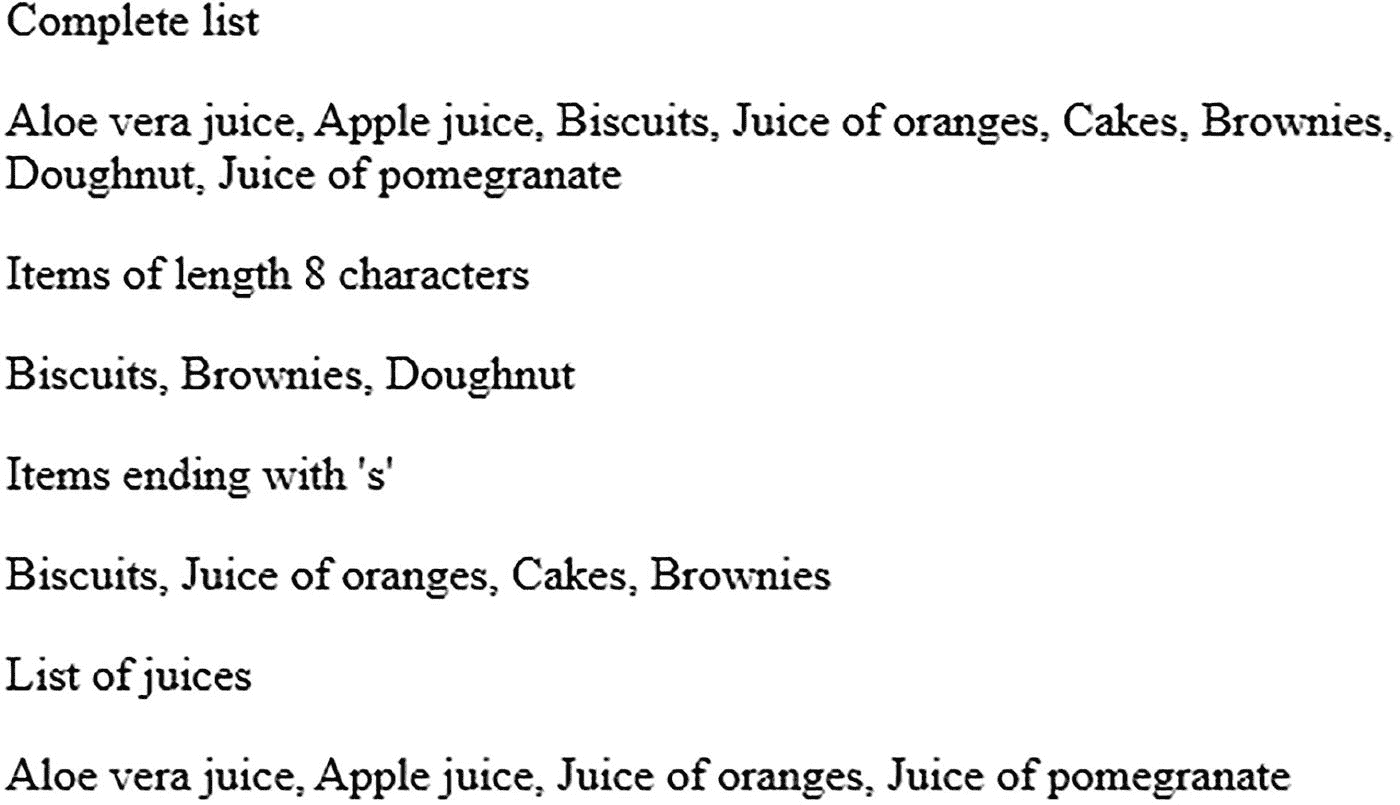 Complete list
Aloe vera juice, Apple juice, Biscuits, Juice of oranges, Cakes, Brownies,
Doughnut, Juice of pomegranate
Items of length 8 characters
Biscuits, Brownies, Doughnut
Items ending with 's'
Biscuits, Juice of oranges, Cakes, Brownies
List of juices
Aloe vera juice, Apple juice, Juice of oranges, Juice of pomegranate